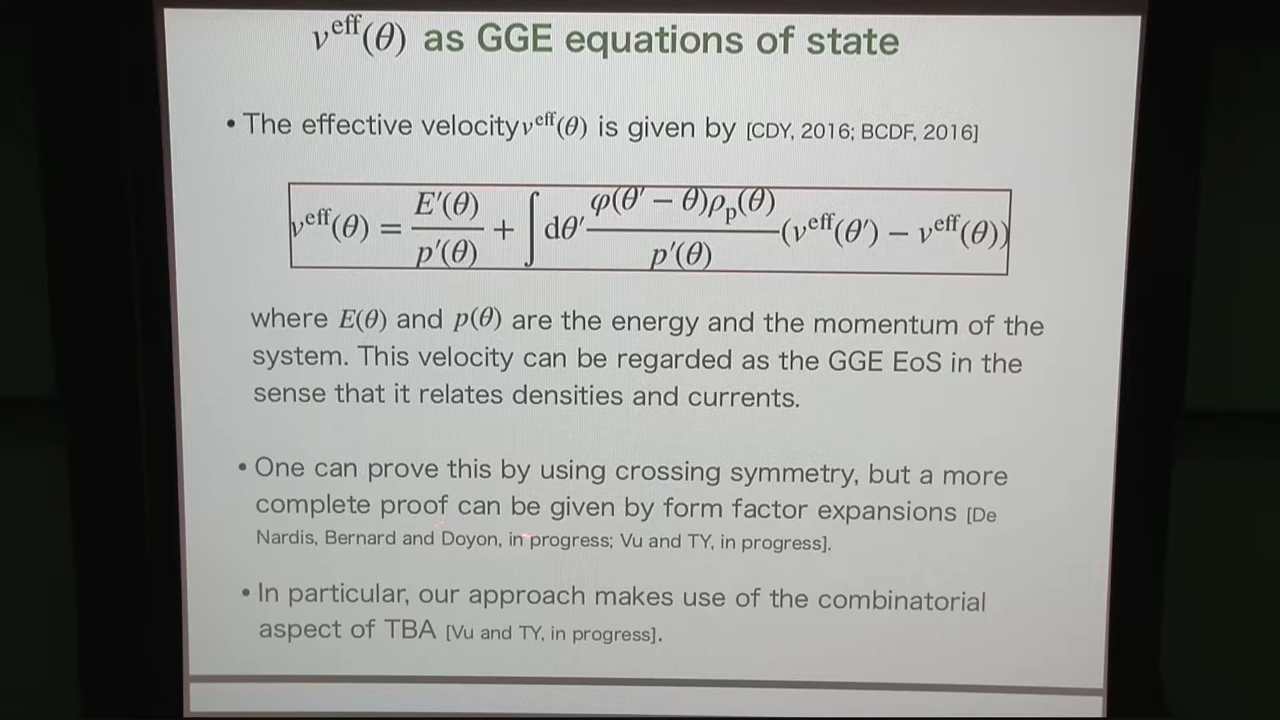 v^eff(θ) as GGE equations of state
• The effective velocity v^eff(θ) is given by [CDY, 2016; BCDF, 2016]
v^eff(θ) = E′(θ)/p′(θ) + ∫ dθ′ φ(θ′ − θ)ρ_p(θ)/p′(θ) (v^eff(θ′) − v^eff(θ))
where E(θ) and p(θ) are the energy and the momentum of the
system. This velocity can be regarded as the GGE EoS in the
sense that it relates densities and currents.
• One can prove this by using crossing symmetry, but a more
complete proof can be given by form factor expansions [De
Nardis, Bernard and Doyon, in progress; Vu and TY, in progress].
• In particular, our approach makes use of the combinatorial
aspect of TBA [Vu and TY, in progress].